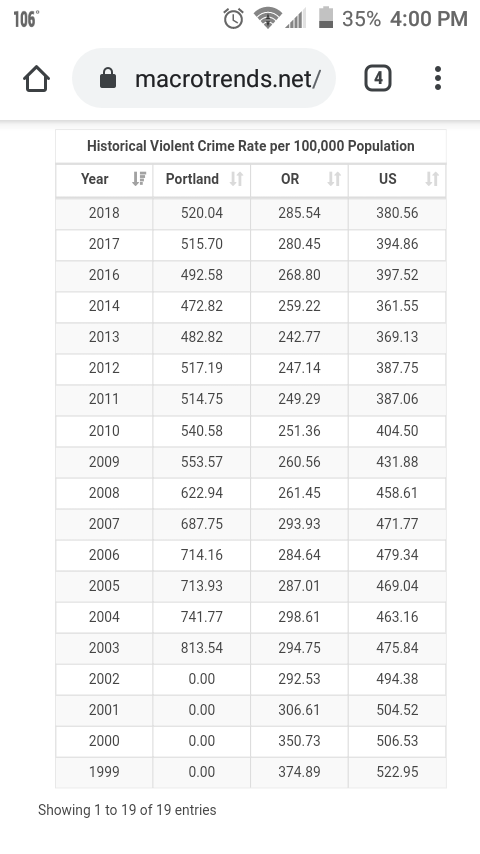 106° 35% 4:00 PM
macrotrends.net/ 4
Historical Violent Crime Rate per 100,000 Population
Year Portland OR US
2018 520.04 285.54 380.56
2017 515.70 280.45 394.86
2016 492.58 268.80 397.52
2014 472.82 259.22 361.55
2013 482.82 242.77 369.13
2012 517.19 247.14 387.75
2011 514.75 249.29 387.06
2010 540.58 251.36 404.50
2009 553.57 260.56 431.88
2008 622.94 261.45 458.61
2007 687.75 293.93 471.77
2006 714.16 284.64 479.34
2005 713.93 287.01 469.04
2004 741.77 298.61 463.16
2003 813.54 294.75 475.84
2002 0.00 292.53 494.38
2001 0.00 306.61 504.52
2000 0.00 350.73 506.53
1999 0.00 374.89 522.95
Showing 1 to 19 of 19 entries